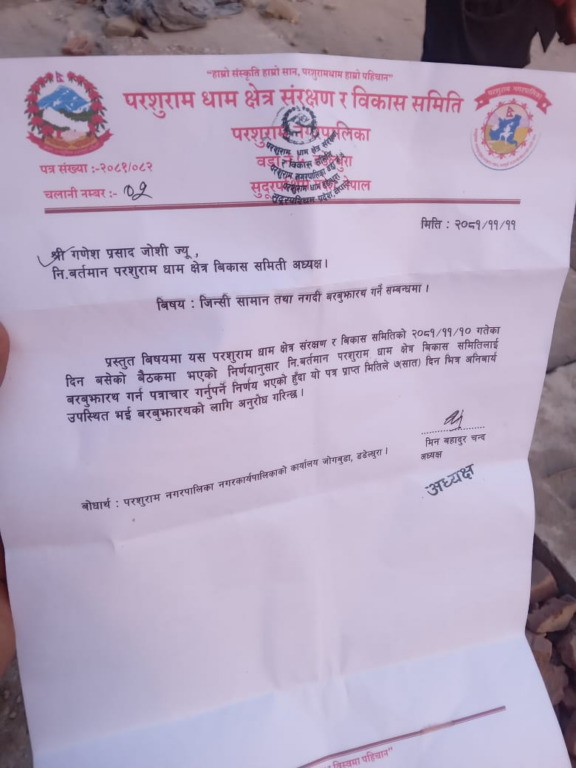 "हाम्रो संस्कृति हाम्रो सान, परशुरामधाम हाम्रो पहिचान"
परशुराम धाम क्षेत्र संरक्षण र विकास समिति
परशुराम नगरपालिका
सुदूरपश्चिम प्रदेश, नेपाल
पत्र संख्या :-२०८१/०८२
चलानी नम्बर :- ०२
मिति : २०८१/११/११
श्री गणेश प्रसाद जोशी ज्यू ,
नि.बर्तमान परशुराम धाम क्षेत्र बिकास समिती अध्यक्ष।
बिषय : जिन्सी सामान तथा नगदी बरबुझारथ गर्ने सम्बन्धमा ।
प्रस्तुत बिषयमा यस परशुराम धाम क्षेत्र संरक्षण र बिकास समितिको २०८१/११/१० गतेका
दिन बसेको बैठकमा भएको निर्णयानुसार नि.बर्तमान परशुराम धाम क्षेत्र बिकास समितिलाई
बरबुझारथ गर्न पत्राचार गर्नुपर्ने निर्णय भएको हुँदा यो पत्र प्राप्त मितिले ७(सात) दिन भित्र अनिबार्य
उपस्थित भई बरबुझारथको लागि अनुरोध गरिन्छ ।
मिन बहादुर चन्द
अध्यक्ष
अध्यक्ष
बोधार्थ : परशुराम नगरपालिका नगरकार्यपालिकाको कार्यालय जोगबुडा, डडेल्धुरा ।
पहिचान"